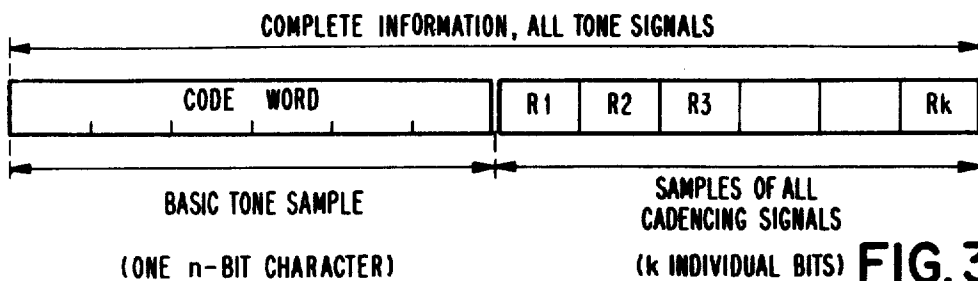 COMPLETE INFORMATION, ALL TONE SIGNALS
CODE WORD R1 R2 R3 Rk
BASIC TONE SAMPLE
(ONE n-BIT CHARACTER)
SAMPLES OF ALL
CADENCING SIGNALS
(k INDIVIDUAL BITS)
FIG. 3